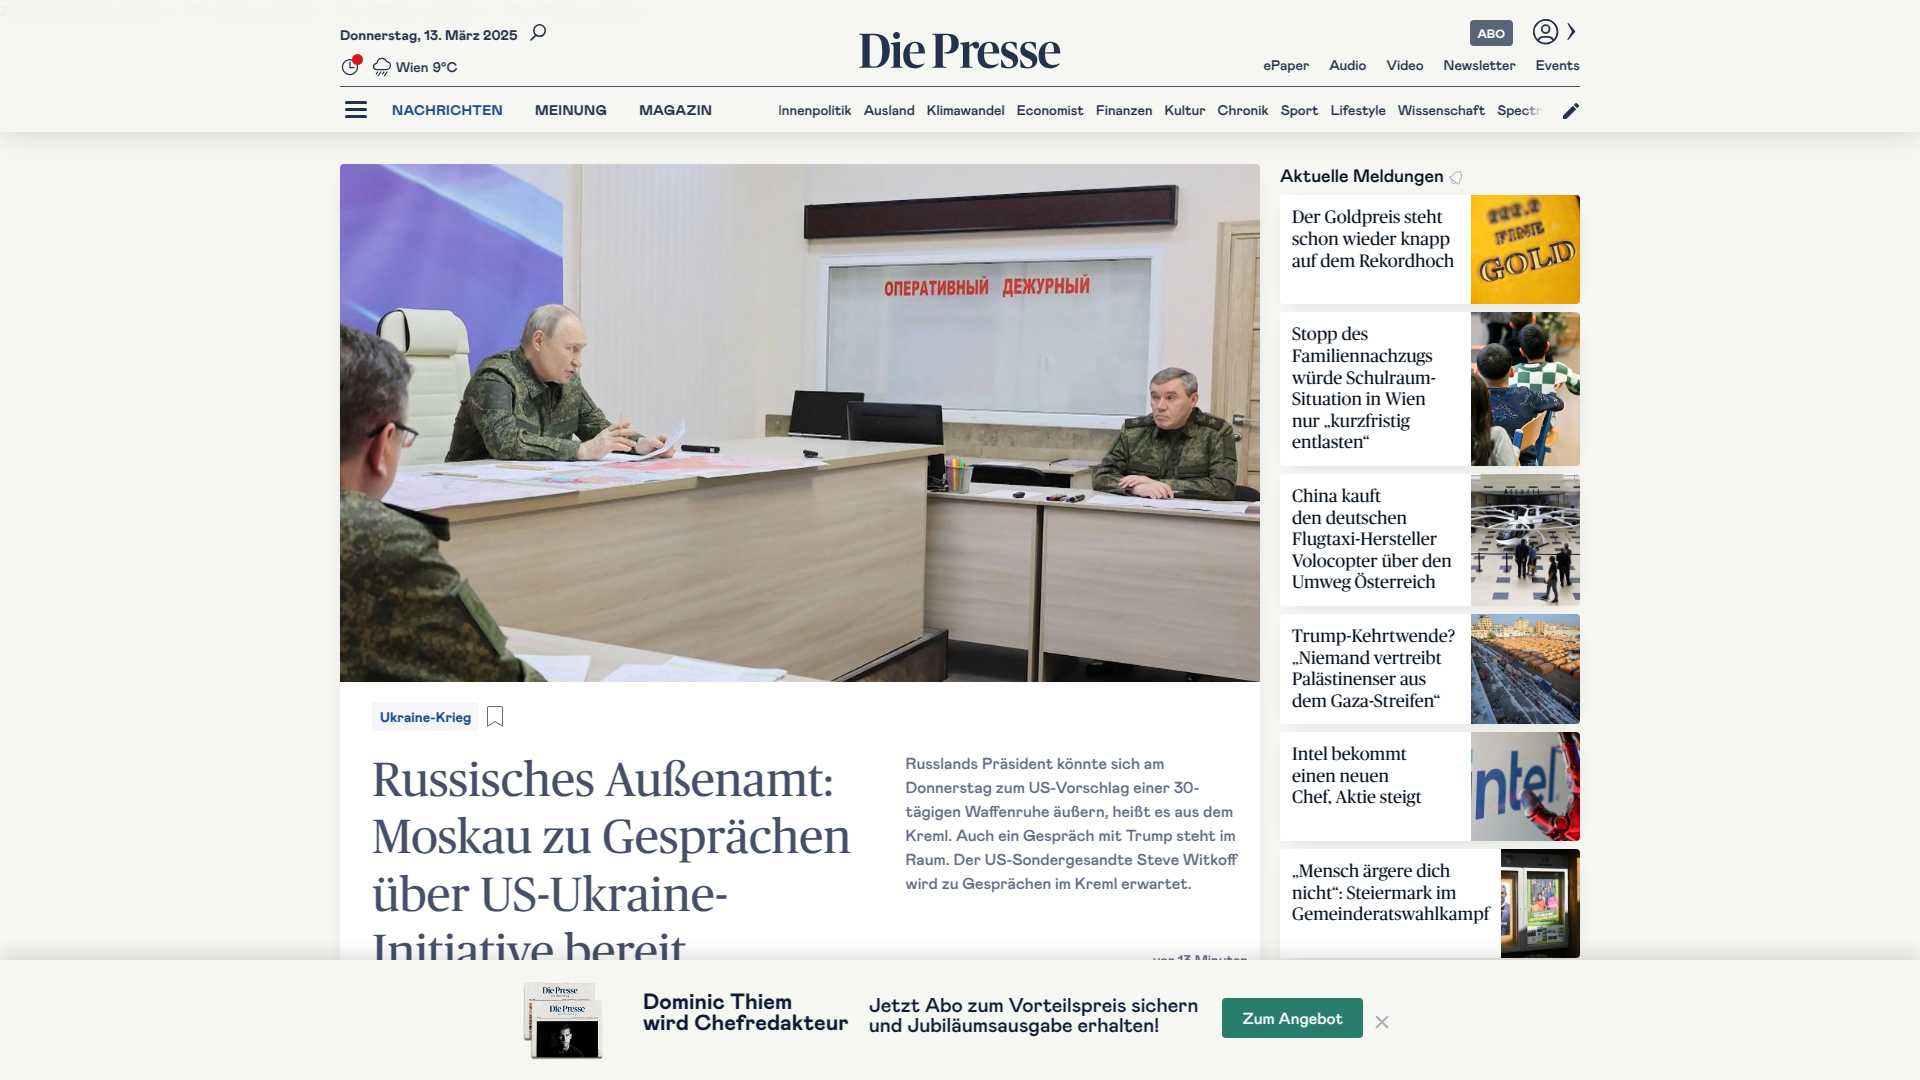 Donnerstag, 13. März 2025
Wien 9°C
Die Presse
ABO
ePaper Audio Video Newsletter Events
NACHRICHTEN MEINUNG MAGAZIN
Innenpolitik Ausland Klimawandel Economist Finanzen Kultur Chronik Sport Lifestyle Wissenschaft
ОПЕРАТИВНЫЙ ДЕЖУРНЫЙ
Ukraine-Krieg
Russisches Außenamt:
Moskau zu Gesprächen
über US-Ukraine-
Initiative bereit
Russlands Präsident könnte sich am
Donnerstag zum US-Vorschlag einer 30-
tägigen Waffenruhe äußern, heißt es aus dem
Kreml. Auch ein Gespräch mit Trump steht im
Raum. Der US-Sondergesandte Steve Witkoff
wird zu Gesprächen im Kreml erwartet.
vor 13 Minuten
Aktuelle Meldungen
Der Goldpreis steht
schon wieder knapp
auf dem Rekordhoch
FINE
GOLD
Stopp des
Familiennachzugs
würde Schulraum-
Situation in Wien
nur „kurzfristig
entlasten“
China kauft
den deutschen
Flugtaxi-Hersteller
Volocopter über den
Umweg Österreich
Trump-Kehrtwende?
„Niemand vertreibt
Palästinenser aus
dem Gaza-Streifen“
Intel bekommt
einen neuen
Chef, Aktie steigt
intel
„Mensch ärgere dich
nicht“: Steiermark im
Gemeinderatswahlkampf
Die Presse
Die Presse
Dominic Thiem
wird Chefredakteur
Jetzt Abo zum Vorteilspreis sichern
und Jubiläumsausgabe erhalten!
Zum Angebot